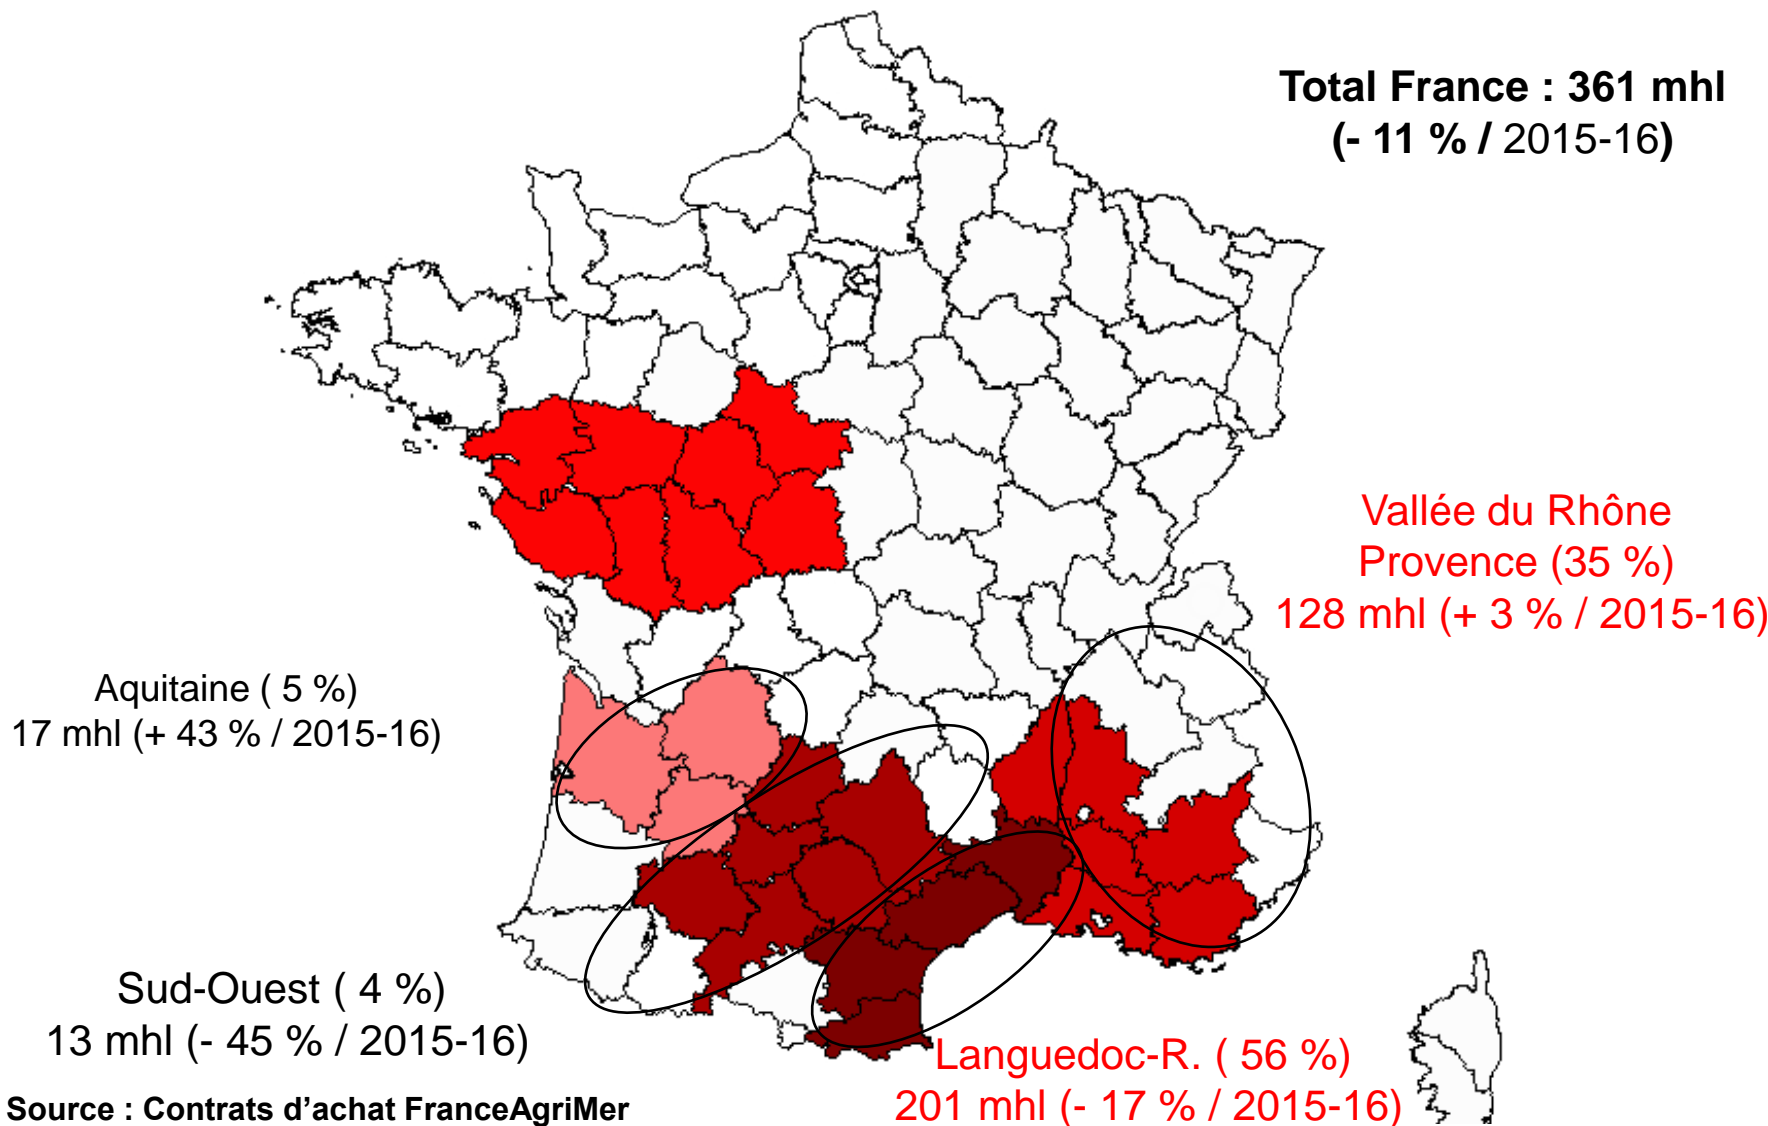 Total France : 361 mhl
(- 11 % / 2015-16)
Vallée du Rhône
Provence (35 %)
128 mhl (+ 3 % / 2015-16)
Aquitaine ( 5 %)
17 mhl (+ 43 % / 2015-16)
Sud-Ouest ( 4 %)
13 mhl (- 45 % / 2015-16)
Languedoc-R. ( 56 %)
201 mhl (- 17 % / 2015-16)
Source : Contrats d’achat FranceAgriMer